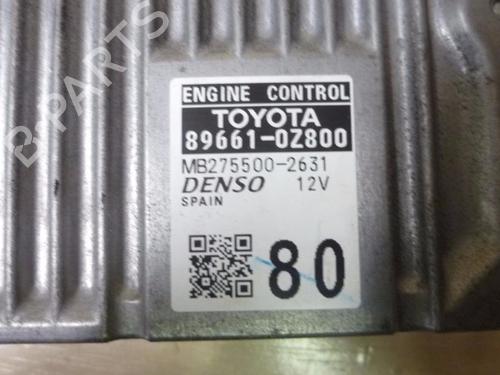 B-PARTS
ENGINE CONTROL
TOYOTA
89661-0Z800
MB275500-2631
DENSO 12V
SPAIN
80